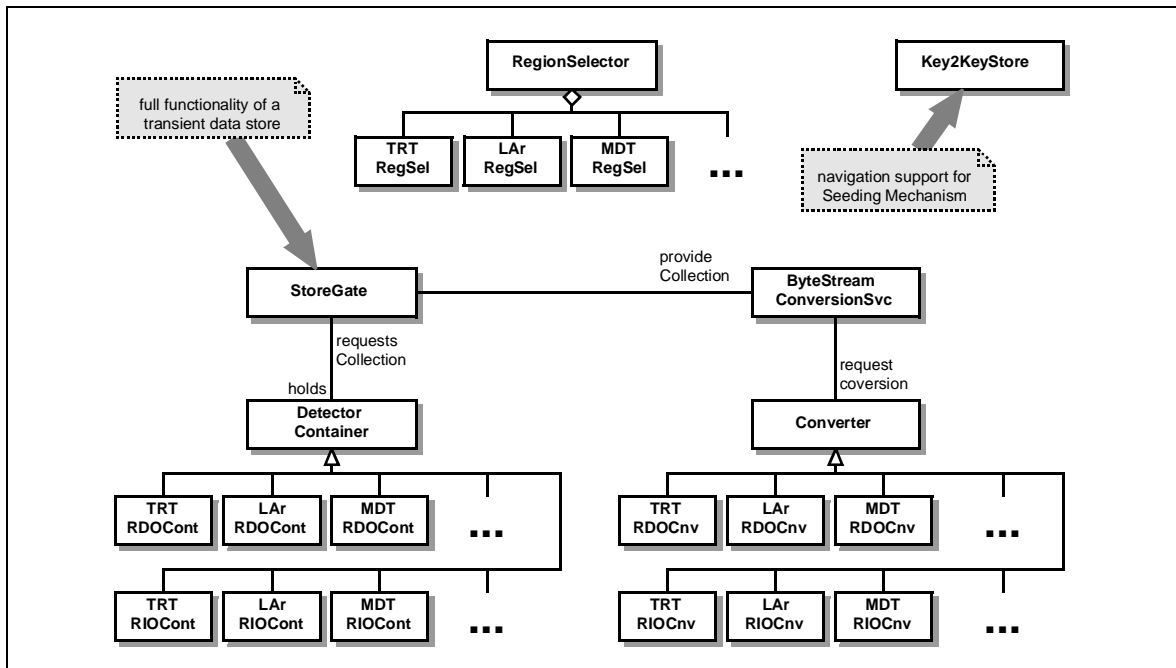 RegionSelector
Key2KeyStore
full functionality of a
transient data store
TRT
RegSel
LAr
RegSel
MDT
RegSel
...
navigation support for
Seeding Mechanism
StoreGate
provide
Collection
ByteStream
ConversionSvc
requests
Collection
holds
request
coversion
Detector
Container
Converter
TRT
RDOCont
LAr
RDOCont
MDT
RDOCont
...
TRT
RDOCnv
LAr
RDOCnv
MDT
RDOCnv
...
TRT
RIOCont
LAr
RIOCont
MDT
RIOCont
...
TRT
RIOCnv
LAr
RIOCnv
MDT
RIOCnv
...